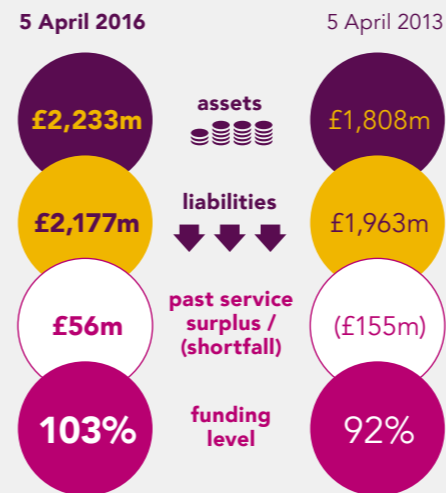 5 April 2016
5 April 2013
£2,233m
assets
£1,808m
£2,177m
liabilities
£1,963m
£56m
past service
surplus /
(shortfall)
(£155m)
103%
funding
level
92%